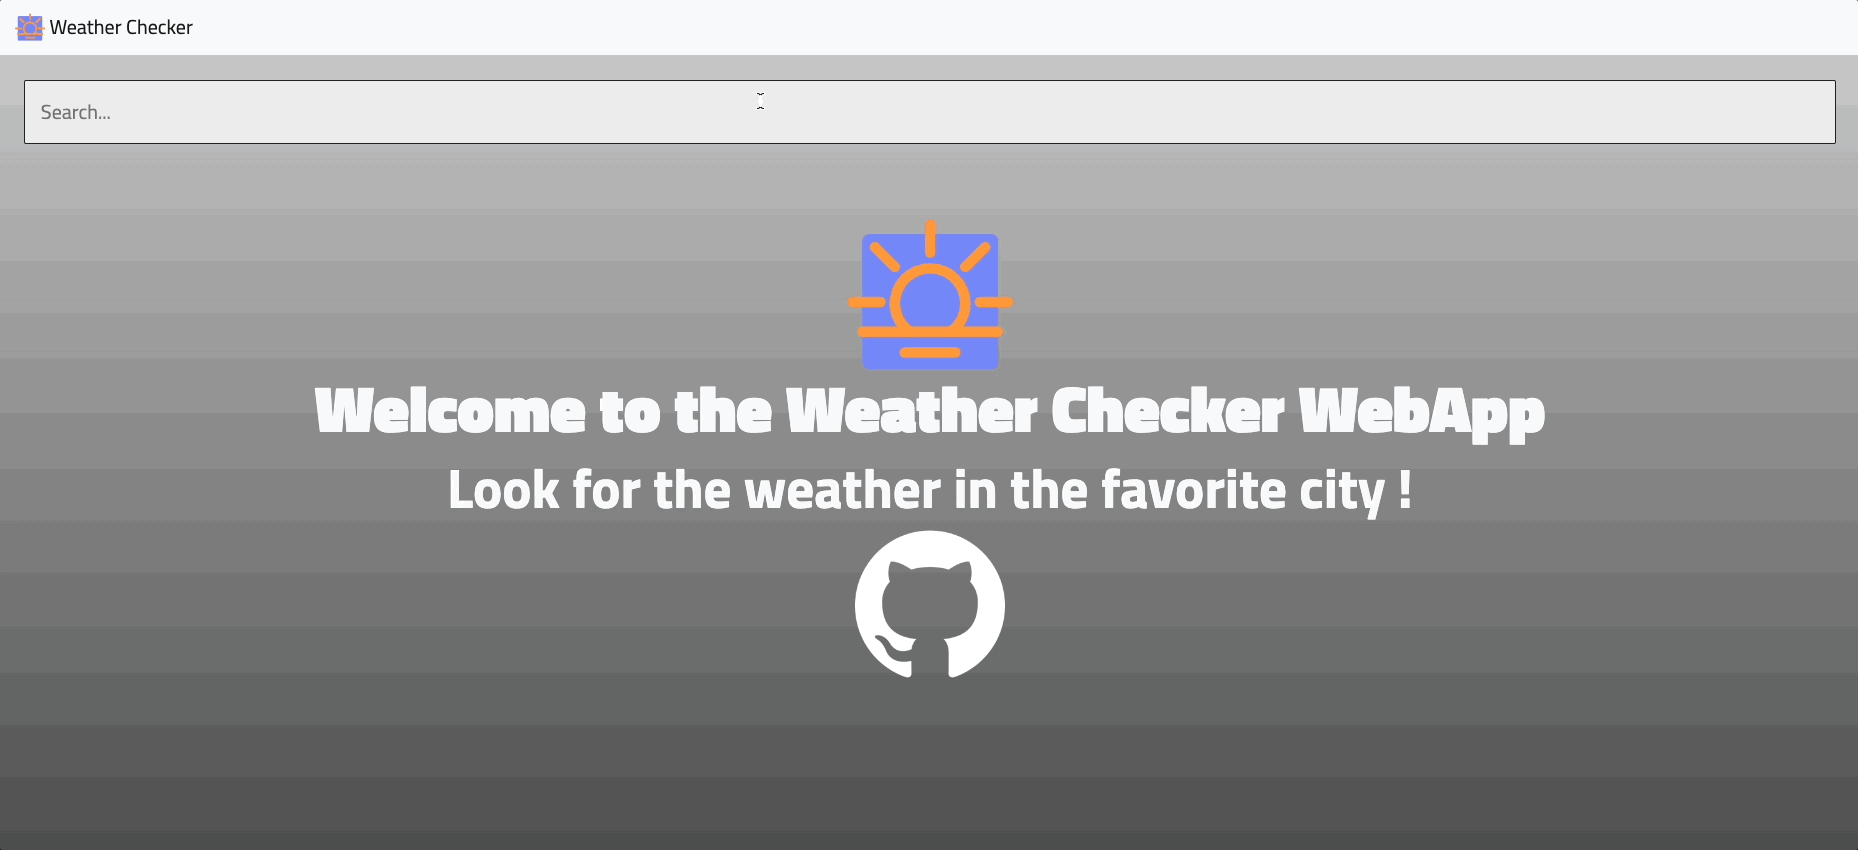 Weather Checker
Search...
Welcome to the Weather Checker WebApp
Look for the weather in the favorite city !